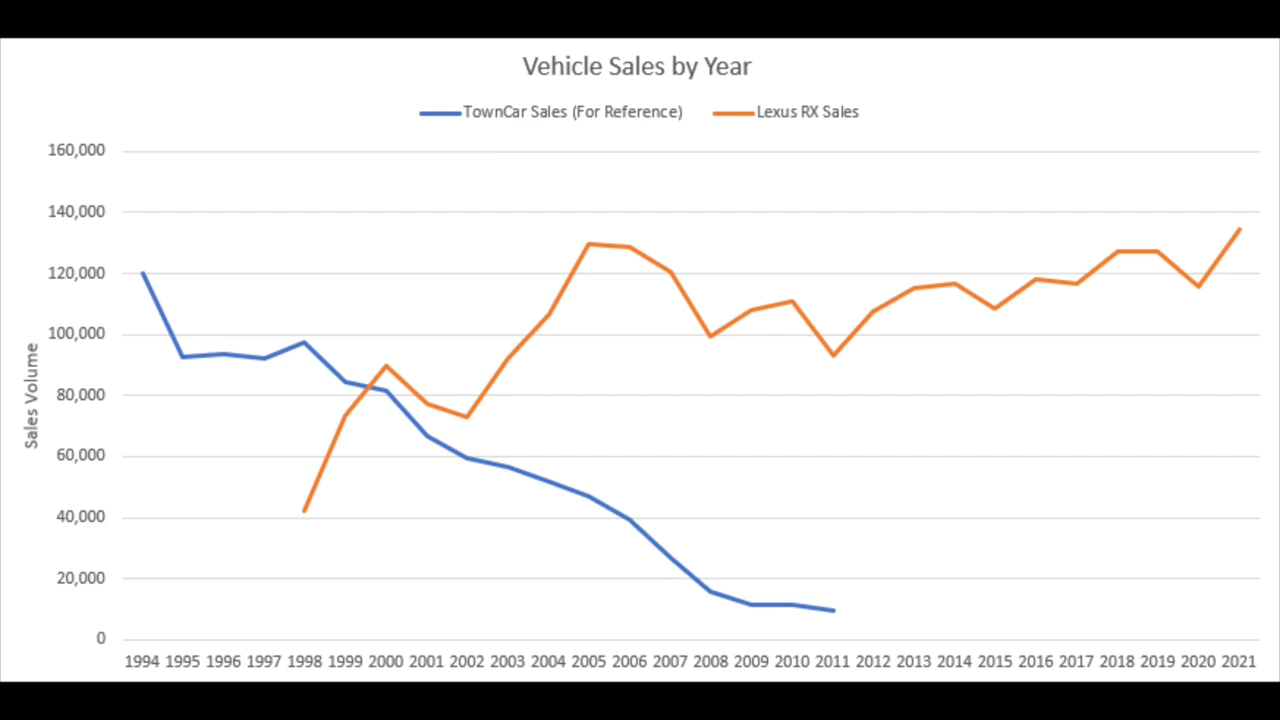 Vehicle Sales by Year
TownCar Sales (For Reference) Lexus RX Sales
160,000
140,000
120,000
100,000
80,000
60,000
40,000
20,000
0
Sales Volume
1994 1995 1996 1997 1998 1999 2000 2001 2002 2003 2004 2005 2006 2007 2008 2009 2010 2011 2012 2013 2014 2015 2016 2017 2018 2019 2020 2021